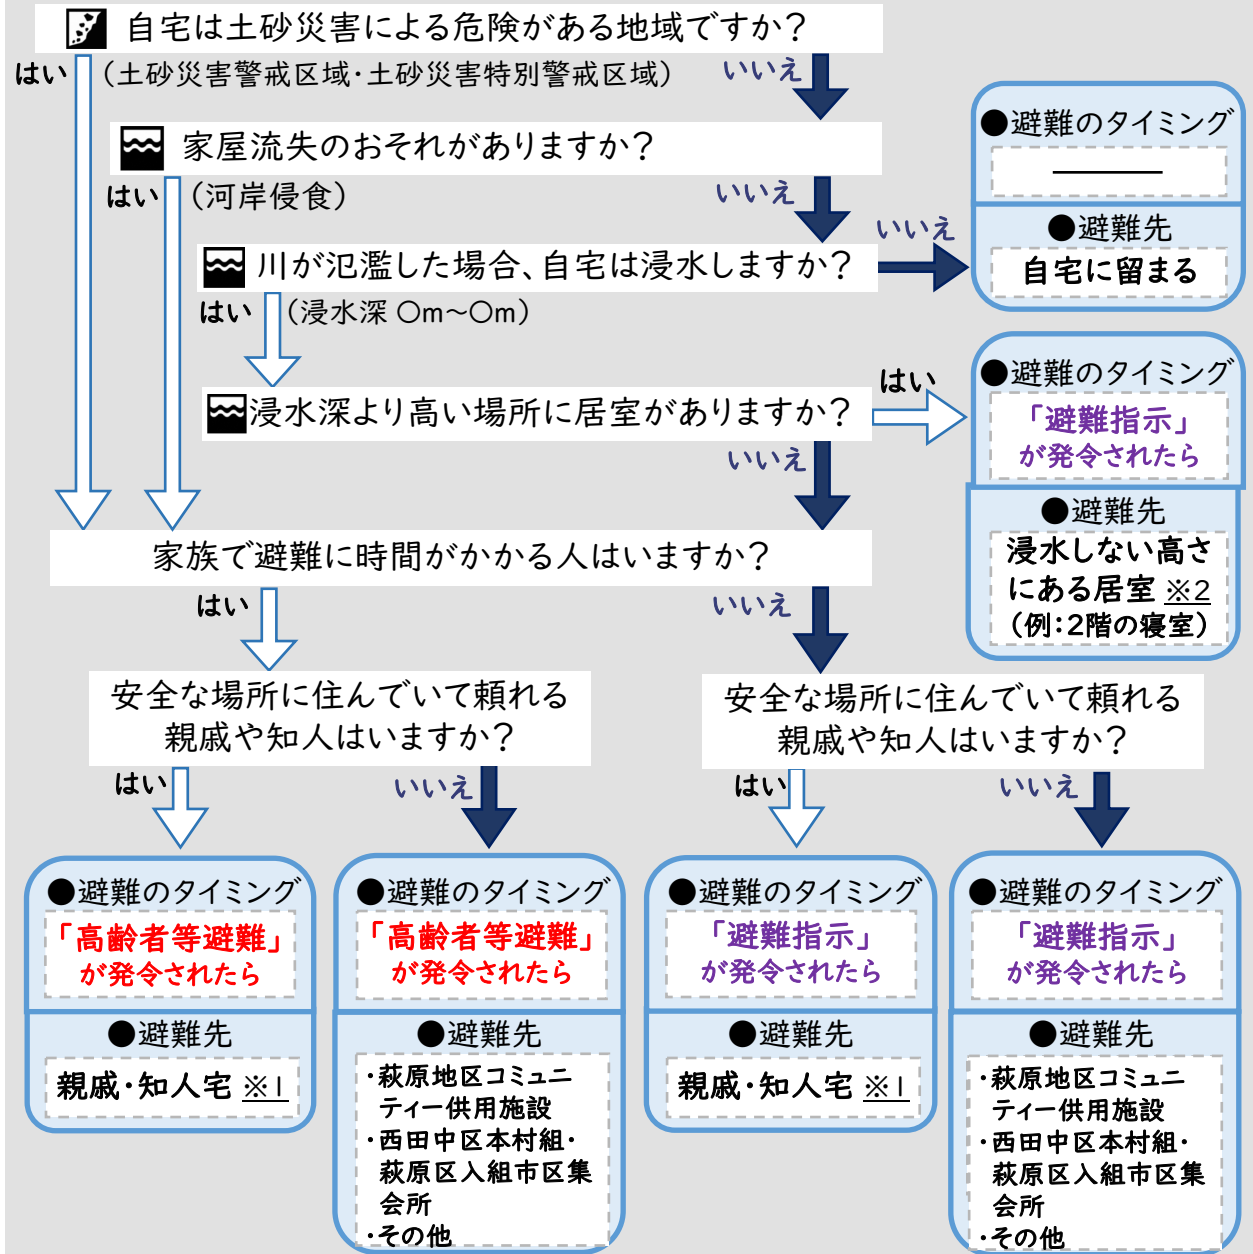 自宅は土砂災害による危険がある地域ですか？
はい
（土砂災害警戒区域・土砂災害特別警戒区域）
いいえ
家屋流失のおそれがありますか？
はい
（河岸侵食）
いいえ
川が氾濫した場合、自宅は浸水しますか？
いいえ
はい
（浸水深 〇m～〇m）
●避難のタイミング
―
●避難先
自宅に留まる
浸水深より高い場所に居室がありますか？
はい
いいえ
●避難のタイミング
「避難指示」
が発令されたら
●避難先
浸水しない高さ
にある居室 ※2
（例：2階の寝室）
家族で避難に時間がかかる人はいますか？
はい
いいえ
安全な場所に住んでいて頼れる
親戚や知人はいますか？
はい
いいえ
安全な場所に住んでいて頼れる
親戚や知人はいますか？
はい
いいえ
●避難のタイミング
「高齢者等避難」
が発令されたら
●避難先
親戚・知人宅 ※1
●避難のタイミング
「高齢者等避難」
が発令されたら
●避難先
・萩原地区コミュニ
ティー供用施設
・西田中区本村組・
萩原区入組市区集
会所
・その他
●避難のタイミング
「避難指示」
が発令されたら
●避難先
親戚・知人宅 ※1
●避難のタイミング
「避難指示」
が発令されたら
●避難先
・萩原地区コミュニ
ティー供用施設
・西田中区本村組・
萩原区入組市区集
会所
・その他